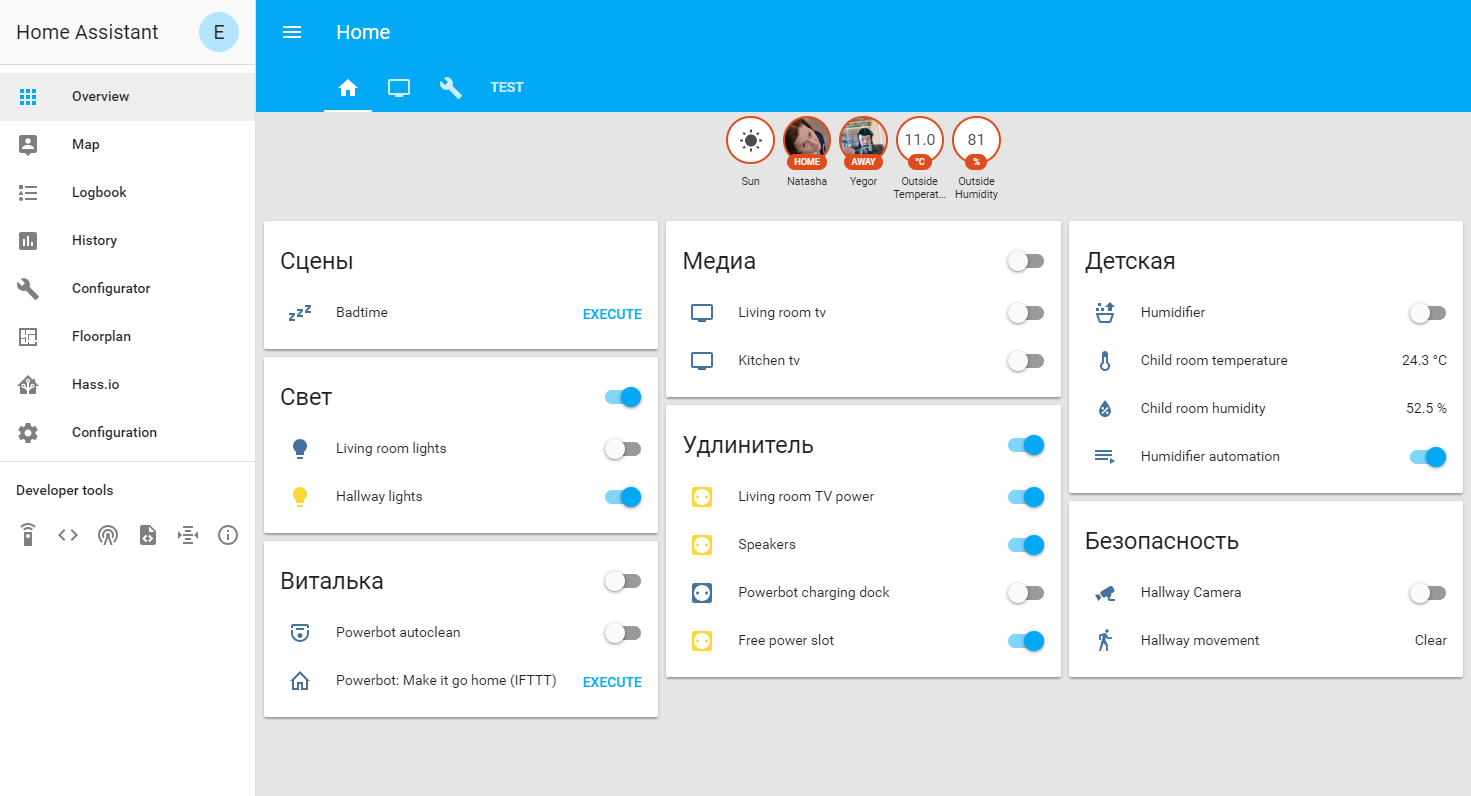 Home Assistant
E
Overview
Map
Logbook
History
Configurator
Floorplan
Hass.io
Configuration
Developer tools
Home
TEST
Sun
HOME
Natasha
AWAY
Yegor
11.0
°C
Outside
Temperat...
81
%
Outside
Humidity
Сцены
Badtime
EXECUTE
Свет
Living room lights
Hallway lights
Виталька
Powerbot autoclean
Powerbot: Make it go home (IFTTT)
EXECUTE
Медиа
Living room tv
Kitchen tv
Удлинитель
Living room TV power
Speakers
Powerbot charging dock
Free power slot
Детская
Humidifier
Child room temperature
24.3 °C
Child room humidity
52.5 %
Humidifier automation
Безопасность
Hallway Camera
Hallway movement
Clear